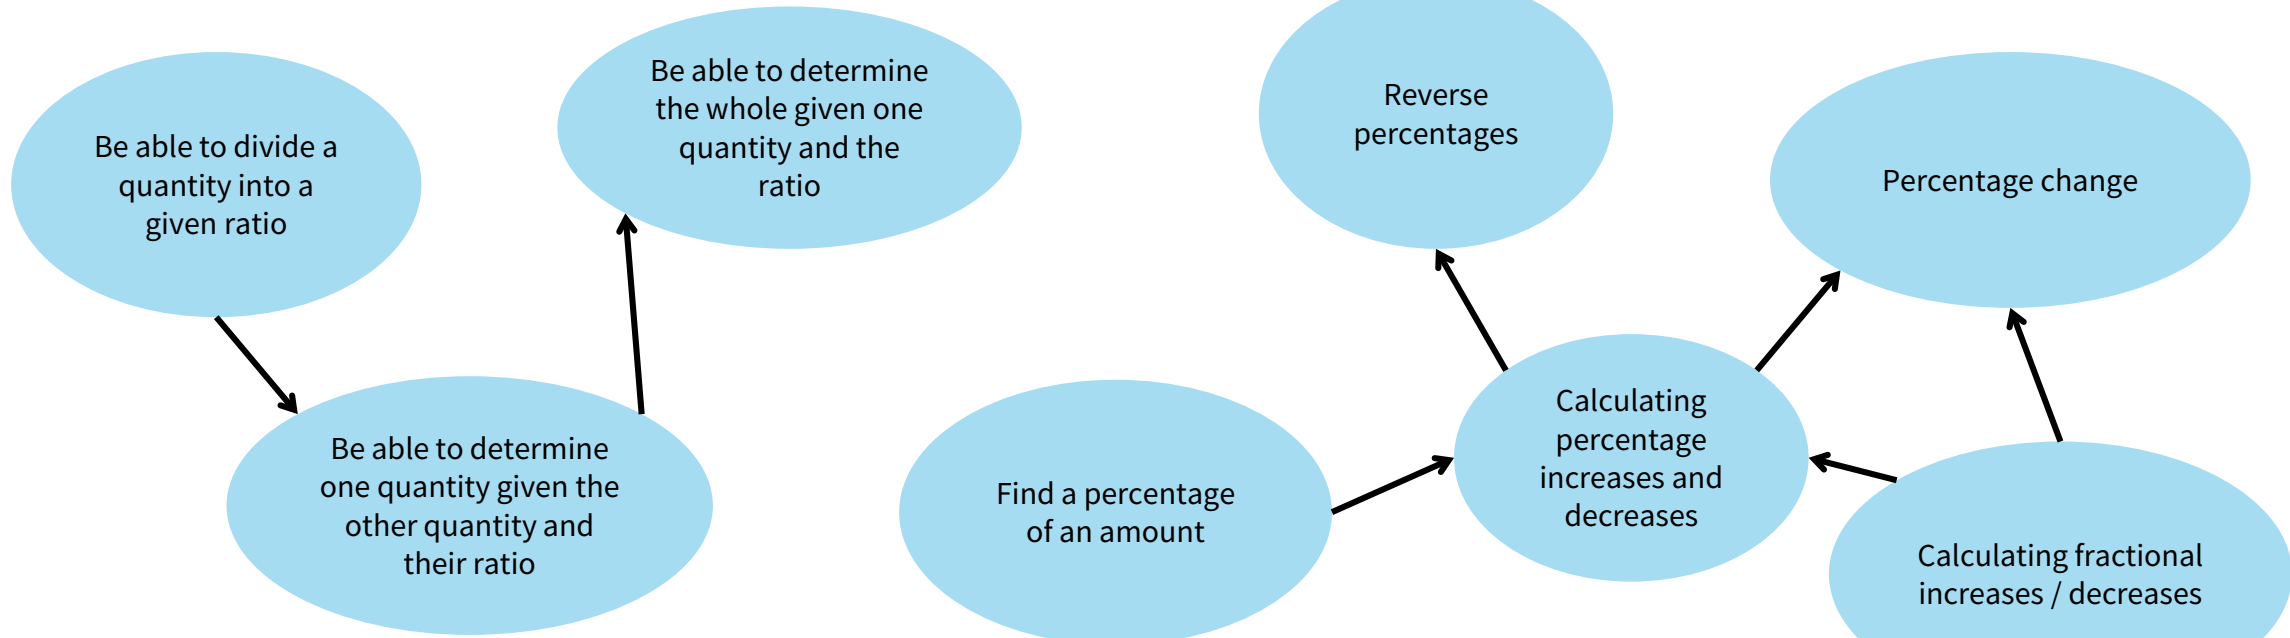 Be able to divide a
quantity into a
given ratio
Be able to determine
the whole given one
quantity and the
ratio
Reverse
percentages
Percentage change
Be able to determine
one quantity given the
other quantity and
their ratio
Find a percentage
of an amount
Calculating
percentage
increases and
decreases
Calculating fractional
increases / decreases